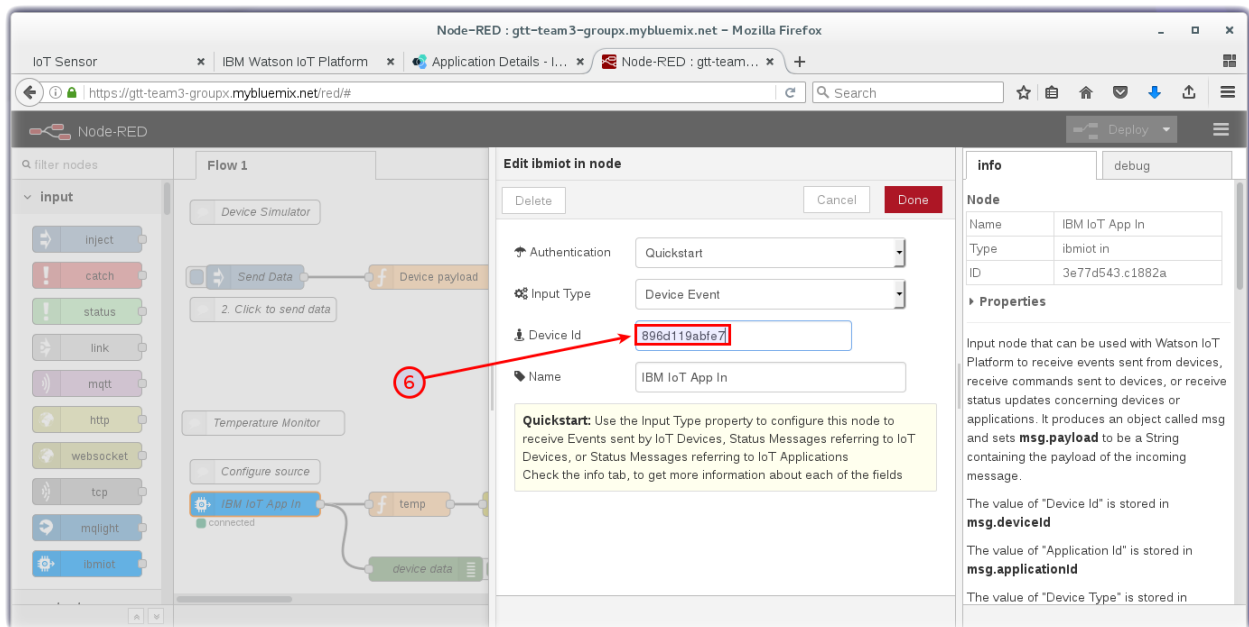 Node-RED : gtt-team3-groupx.mybluemix.net - Mozilla Firefox
IoT Sensor
IBM Watson IoT Platform
Application Details - I...
Node-RED : gtt-team...
https://gtt-team3-groupx.mybluemix.net/red/#
Search
Node-RED
Deploy
filter nodes
input
inject
catch
status
link
mqtt
http
websocket
tcp
mqlight
ibmiot
Flow 1
Device Simulator
Send Data
Device payload
2. Click to send data
Temperature Monitor
Configure source
IBM IoT App In
connected
temp
device data
Edit ibmiot in node
Delete
Cancel
Done
Authentication
Quickstart
Input Type
Device Event
Device Id
896d119abfe7
6
Name
IBM IoT App In
Quickstart: Use the Input Type property to configure this node to
receive Events sent by IoT Devices, Status Messages referring to IoT
Devices, or Status Messages referring to IoT Applications
Check the info tab, to get more information about each of the fields
info
debug
Node
Name IBM IoT App In
Type ibmiot in
ID 3e77d543.c1882a
Properties
Input node that can be used with Watson IoT
Platform to receive events sent from devices,
receive commands sent to devices, or receive
status updates concerning devices or
applications. It produces an object called msg
and sets msg.payload to be a String
containing the payload of the incoming
message.
The value of "Device Id" is stored in
msg.deviceId
The value of "Application Id" is stored in
msg.applicationId
The value of "Device Type" is stored in